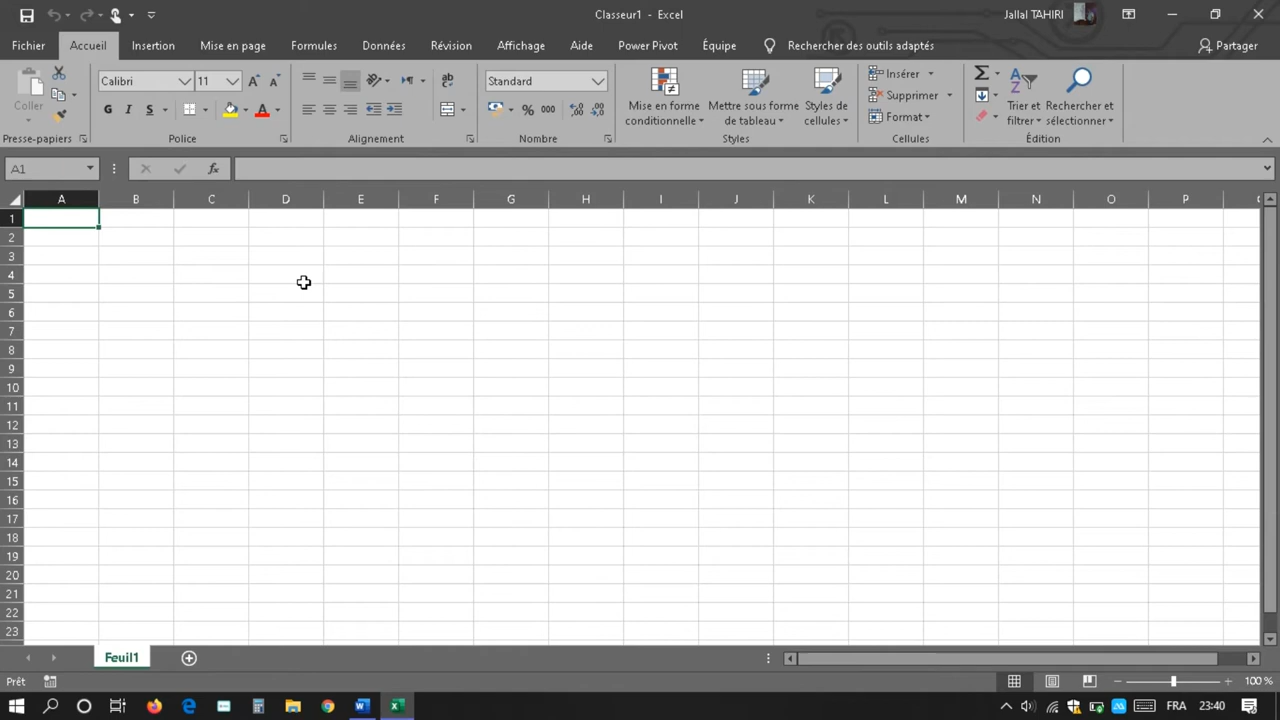 Classeur1 - Excel
Jallal TAHIRI
Fichier Accueil Insertion Mise en page Formules Données Révision Affichage Aide Power Pivot Équipe Rechercher des outils adaptés Partager
Coller
Calibri 11
G I S
Standard
% 000
Mise en forme conditionnelle
Mettre sous forme de tableau
Styles de cellules
Insérer
Supprimer
Format
Trier et filtrer
Rechercher et sélectionner
Presse-papiers Police Alignement Nombre Styles Cellules Édition
A1 fx
A B C D E F G H I J K L M N O P
1
2
3
4
5
6
7
8
9
10
11
12
13
14
15
16
17
18
19
20
21
22
23
Feuil1
Prêt 100 %
FRA 23:40